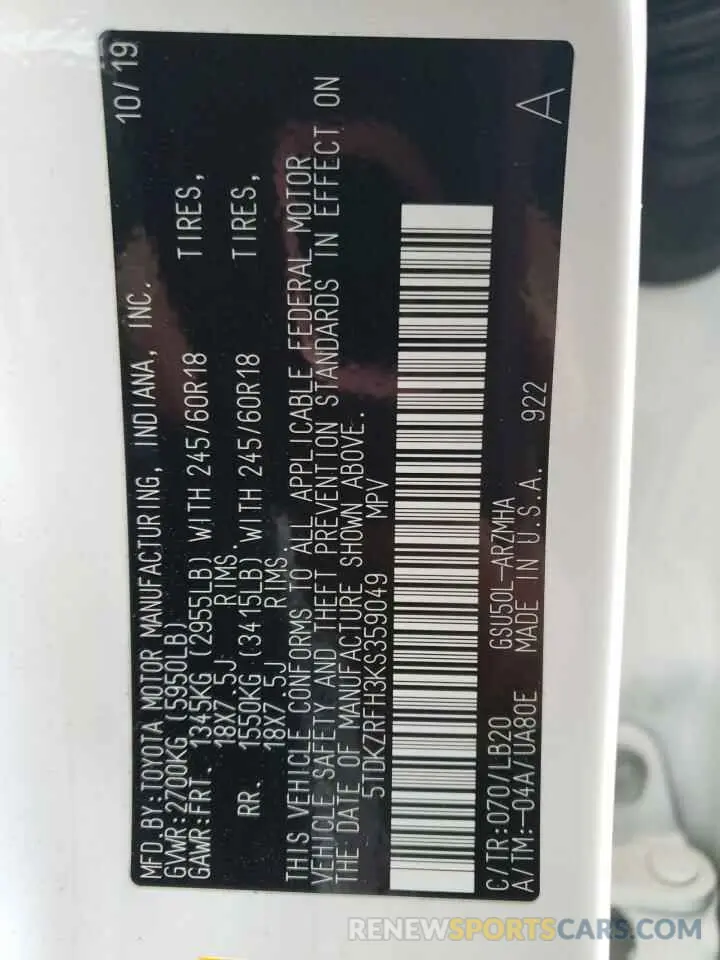 MFD.BY:TOYOTA MOTOR MANUFACTURING, INDIANA, INC. 10/19
GVWR:2700KG (5950LB)
GAWR:FRT. 1345KG (2955LB) WITH 245/60R18 TIRES,
18X7.5J RIMS.
RR. 1550KG (3415LB) WITH 245/60R18 TIRES,
18X7.5J RIMS.
THIS VEHICLE CONFORMS TO ALL APPLICABLE FEDERAL MOTOR
VEHICLE SAFETY AND THEFT PREVENTION STANDARDS IN EFFECT ON
THE DATE OF MANUFACTURE SHOWN ABOVE.
5TDKZRFH3KS359049 MPV
C/TR:070/LB20 GSU50L-ARZMHA A
A/TM:-04A/UA80E MADE IN U.S.A. 922
RENEWSPORTSCARS.COM